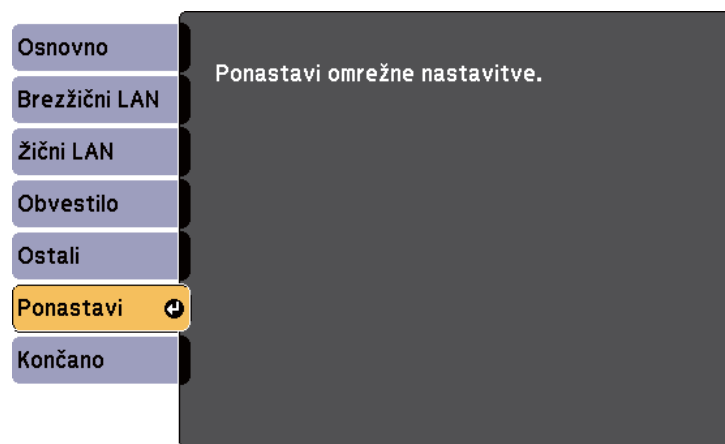 Osnovno
Brezžični LAN
Žični LAN
Obvestilo
Ostali
Ponastavi
Končano
Ponastavi omrežne nastavitve.